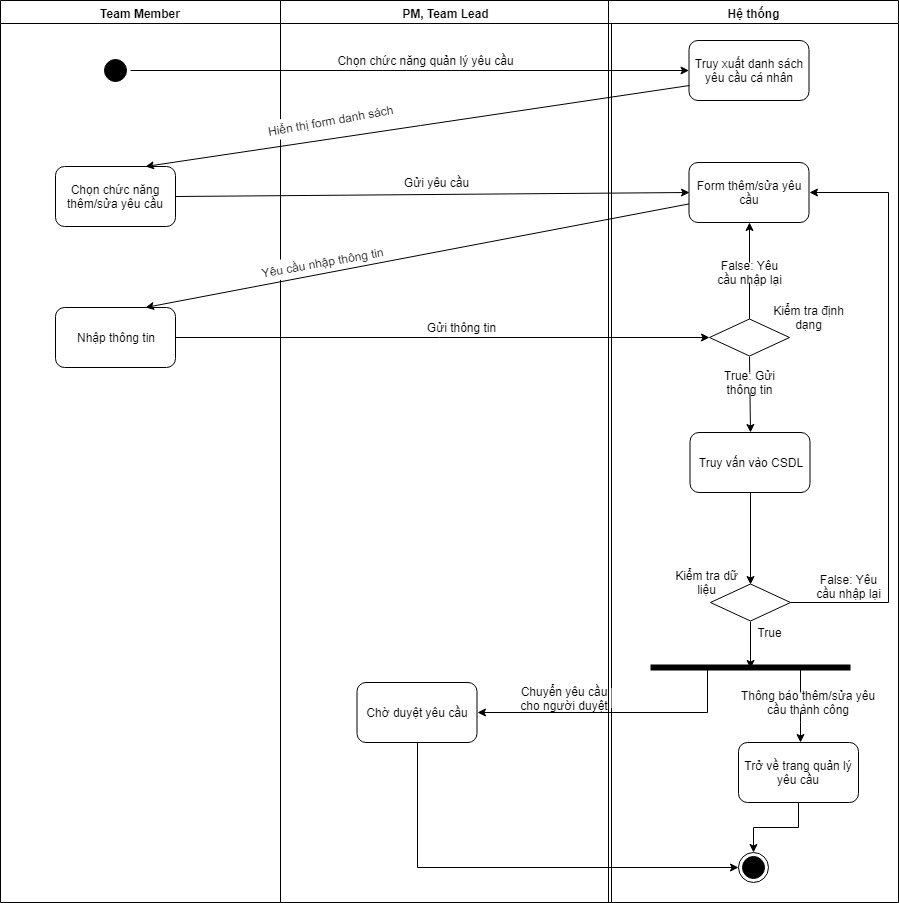 Team Member
PM, Team Lead
Hệ thống
Chọn chức năng quản lý yêu cầu
Truy xuất danh sách
yêu cầu cá nhân
Hiển thị form danh sách
Chọn chức năng
thêm/sửa yêu cầu
Gửi yêu cầu
Form thêm/sửa yêu
cầu
Yêu cầu nhập thông tin
False: Yêu
cầu nhập lại
Nhập thông tin
Gửi thông tin
Kiểm tra định
dạng
True: Gửi
thông tin
Truy vấn vào CSDL
Kiểm tra dữ
liệu
False: Yêu
cầu nhập lại
True
Chuyển yêu cầu
cho người duyệt
Thông báo thêm/sửa yêu
cầu thành công
Chờ duyệt yêu cầu
Trở về trang quản lý
yêu cầu